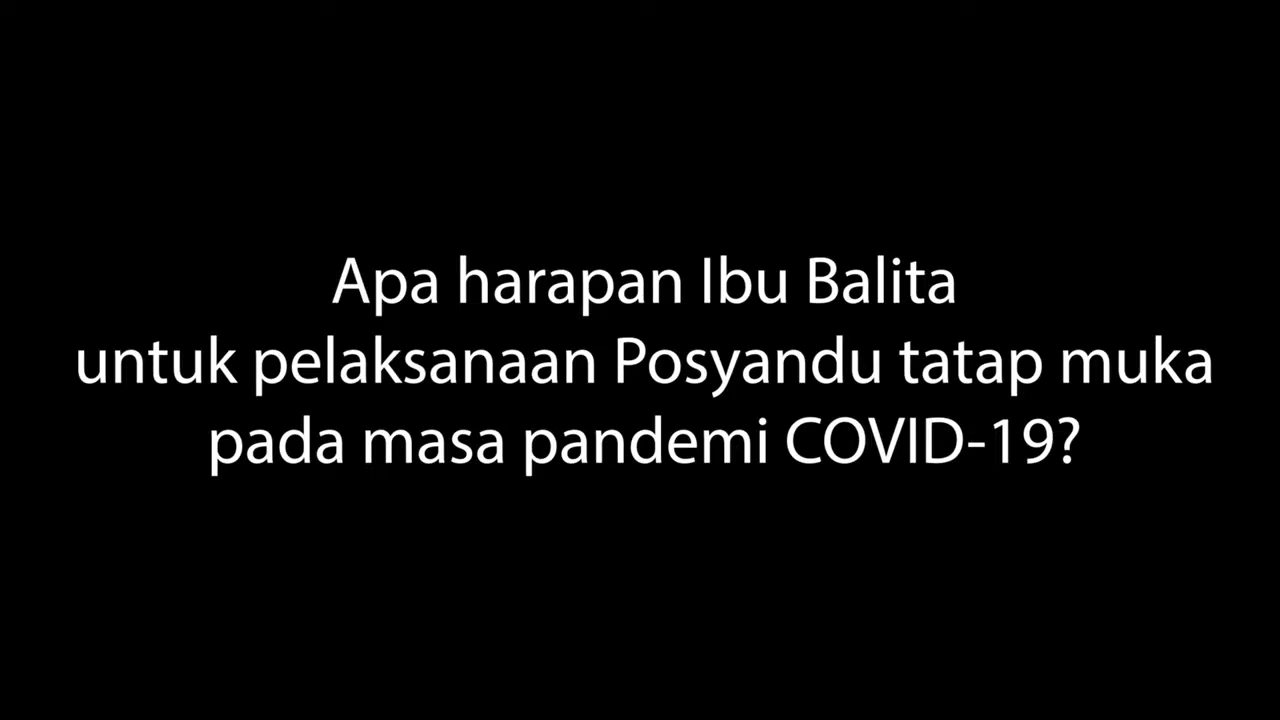 Apa harapan Ibu Balita
untuk pelaksanaan Posyandu tatap muka
pada masa pandemi COVID-19?